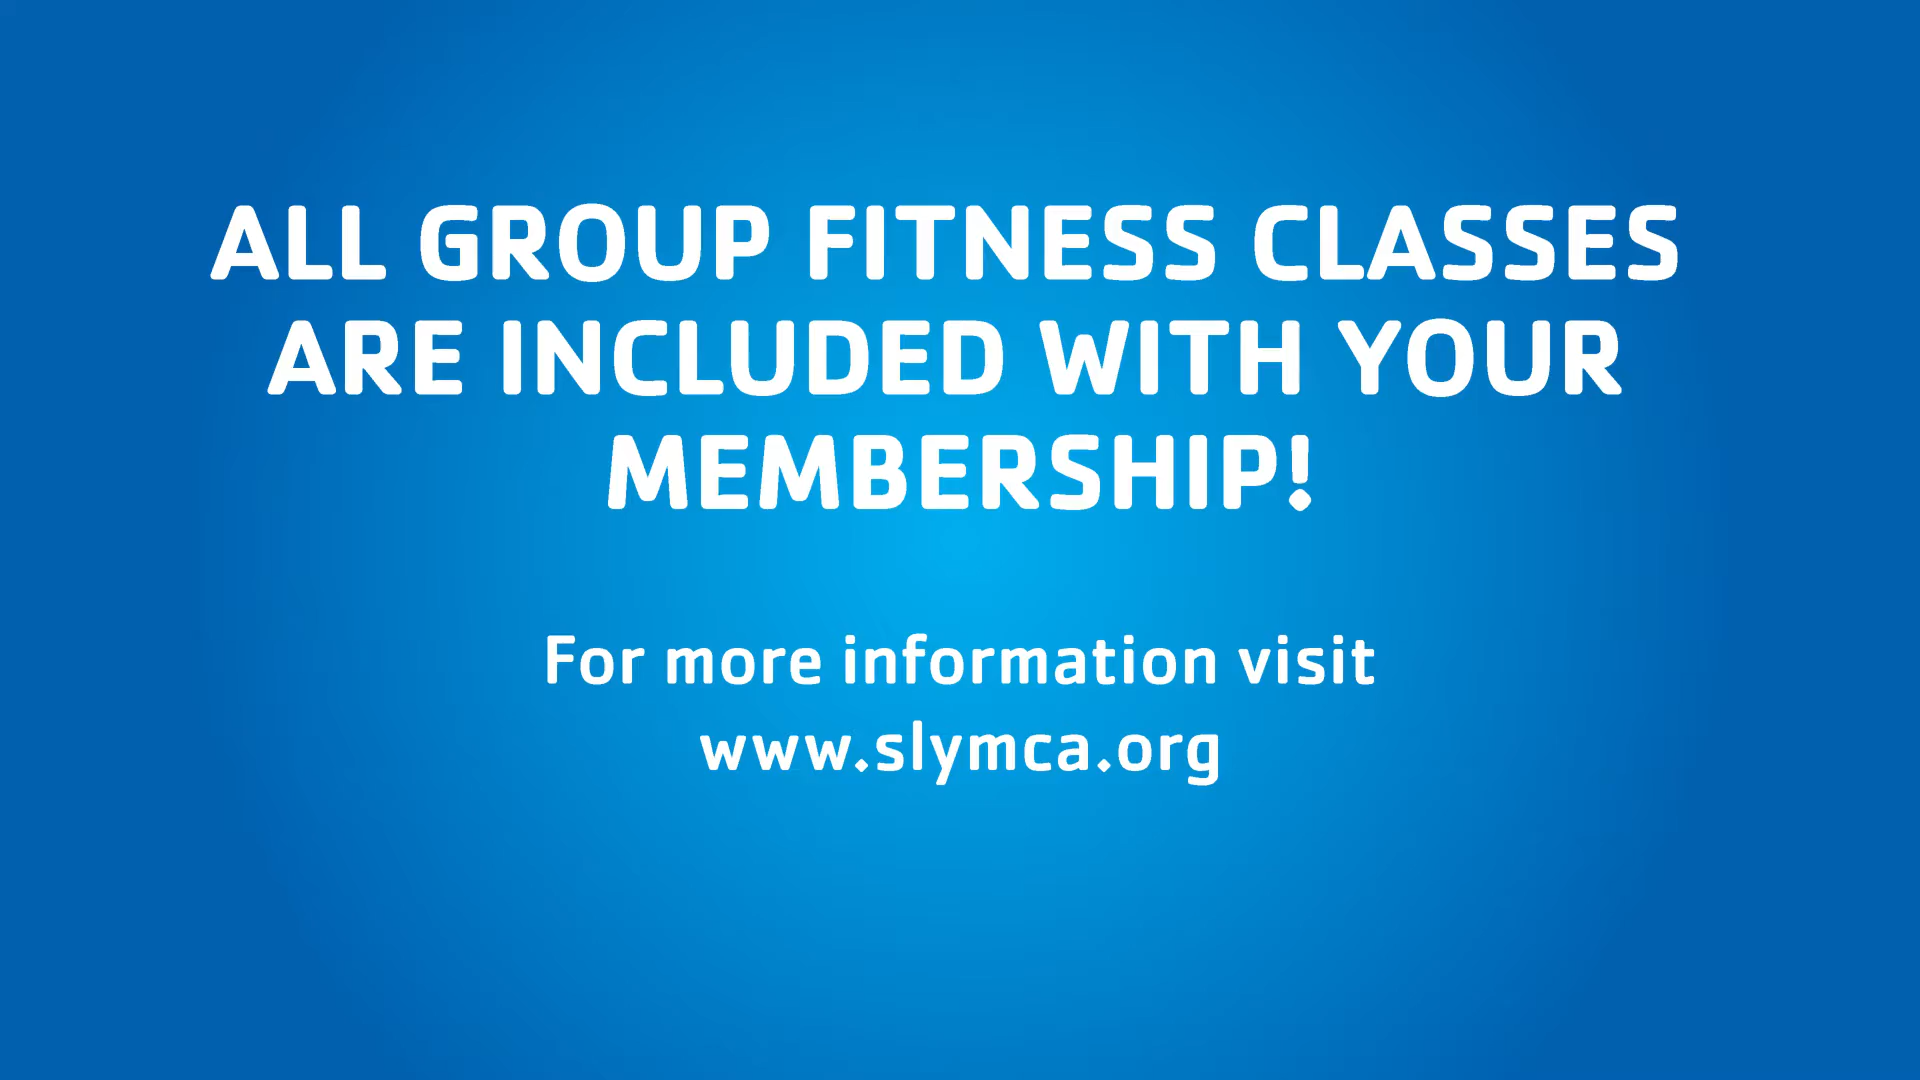 ALL GROUP FITNESS CLASSES
ARE INCLUDED WITH YOUR
MEMBERSHIP!
For more information visit
www.slymca.org